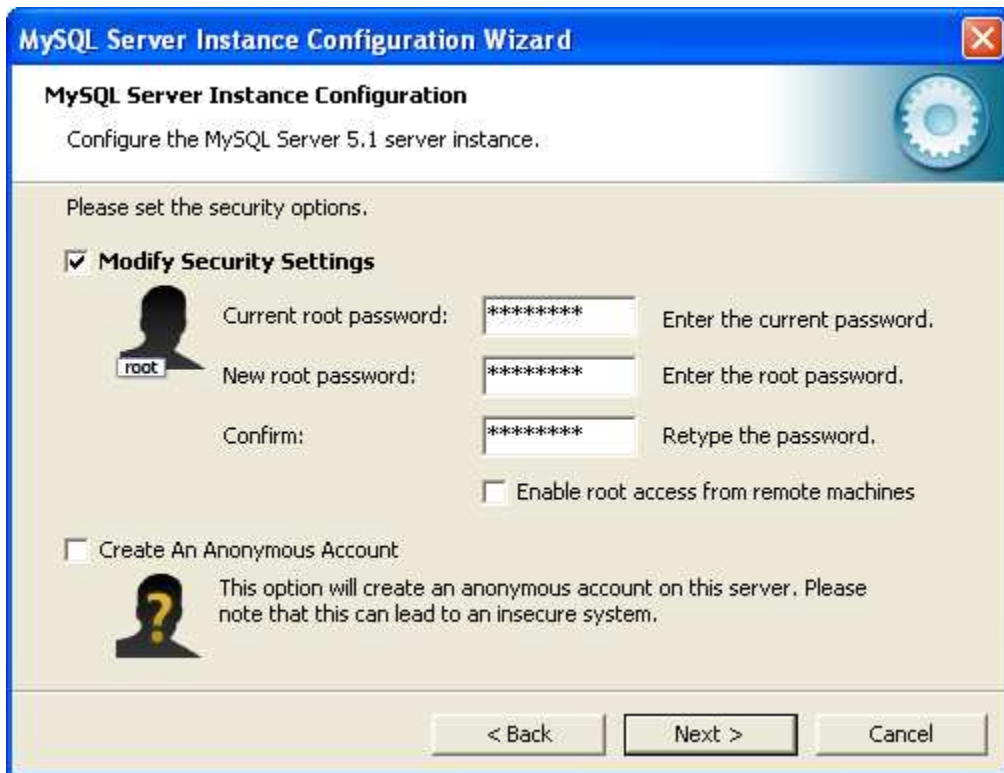 MySQL Server Instance Configuration Wizard
MySQL Server Instance Configuration
Configure the MySQL Server 5.1 server instance.
Please set the security options.
Modify Security Settings
root
Current root password: ******** Enter the current password.
New root password: ******** Enter the root password.
Confirm: ******** Retype the password.
Enable root access from remote machines
Create An Anonymous Account
?
This option will create an anonymous account on this server. Please
note that this can lead to an insecure system.
< Back Next > Cancel